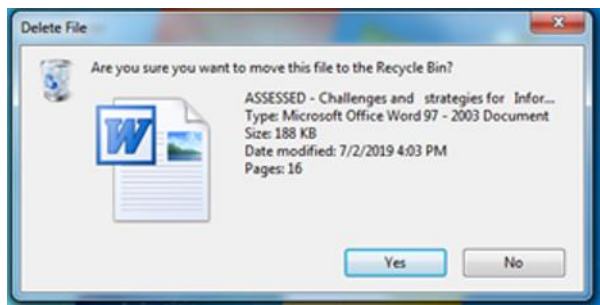 Delete File
Are you sure you want to move this file to the Recycle Bin?
ASSESSED - Challenges and strategies for Infor...
Type: Microsoft Office Word 97 - 2003 Document
Size: 188 KB
Date modified: 7/2/2019 4:03 PM
Pages: 16
W
Yes
No